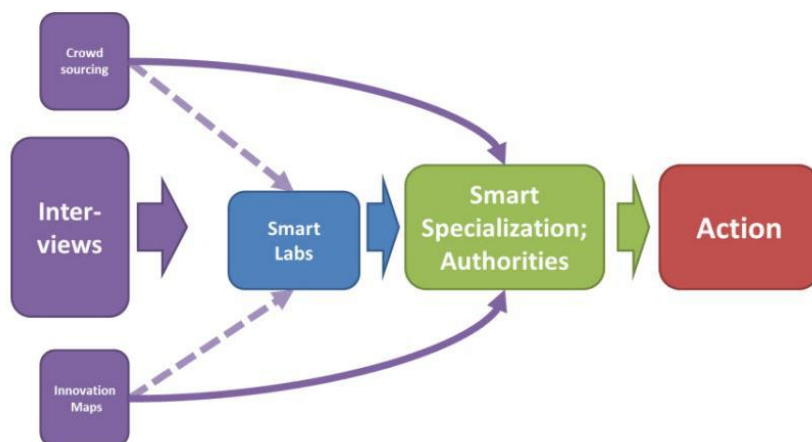 Crowd
sourcing
Inter-
views
Smart
Labs
Smart
Specialization;
Authorities
Action
Innovation
Maps